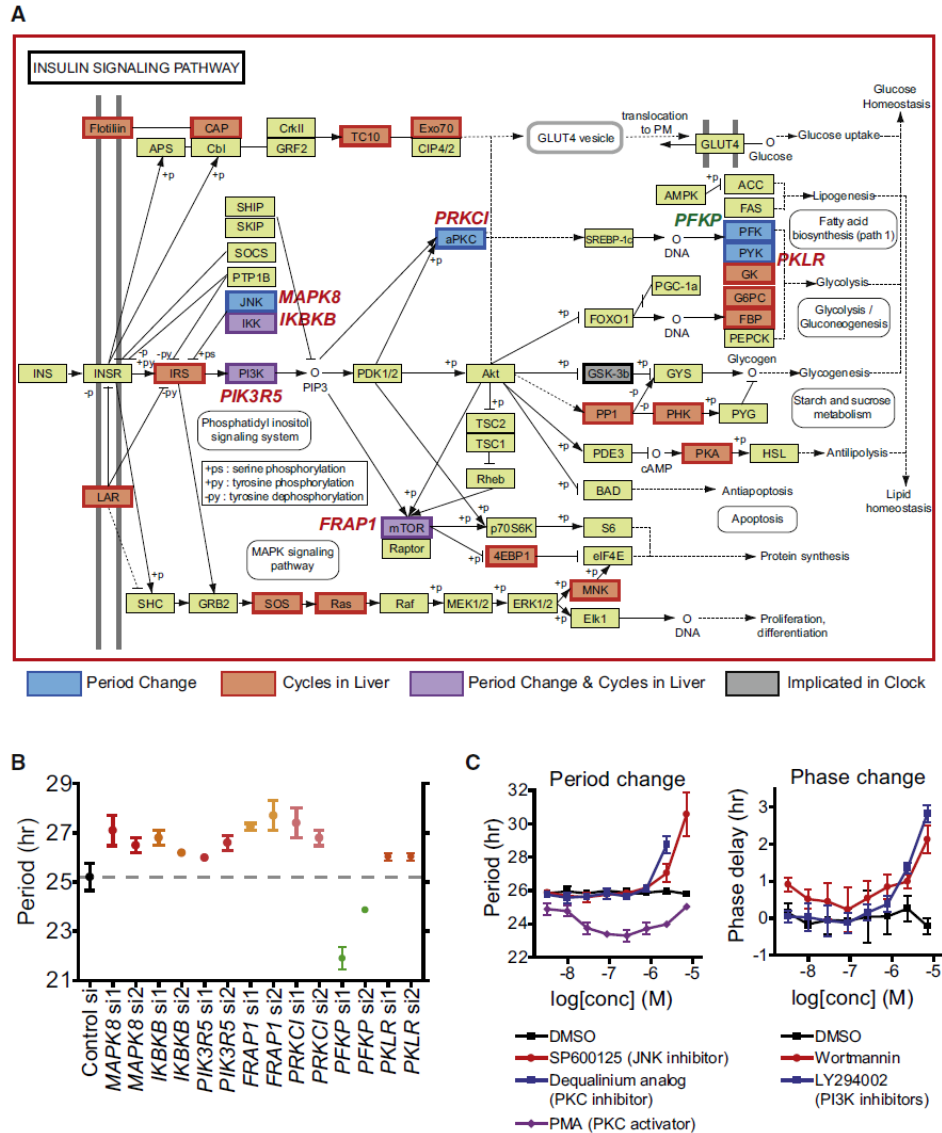 A
INSULIN SIGNALING PATHWAY
Glucose
Homeostasis
Flotiliin
CAP
CrkII
TC10
Exo70
translocation
to PM
APS
Cbl
GRF2
CIP4/2
GLUT4 vesicle
GLUT4
O
Glucose
Glucose uptake
+p
+p
+p
AMPK
ACC
Lipogenesis
SHIP
SKIP
PRKCI
FAS
PFKP
Fatty acid
biosynthesis (path 1)
aPKC
SREBP-1c
O
DNA
PFK
SOCS
PYK
PKLR
PTP1B
+p
PGC-1a
GK
Glycolysis
JNK
MAPK8
G6PC
IKK
IKBKB
+p
FOXO1
O
DNA
FBP
Glycolysis /
Gluconeogenesis
PEPCK
-p
+py
-py
+ps
Glycogen
INS
INSR
IRS
PI3K
O
PIP3
PDK1/2
+p
Akt
+p
GSK-3b
+p
GYS
O
Glycogenesis
-p
-py
PIK3R5
-p
-p
PP1
PHK
+p
PYG
Starch and sucrose
metabolism
Phosphatidyl inositol
signaling system
+p
TSC2
TSC1
+p
PDE3
O
cAMP
PKA
+p
HSL
Antilipolysis
+ps : serine phosphorylation
+py : tyrosine phosphorylation
-py : tyrosine dephosphorylation
Rheb
+p
BAD
Antiapoptosis
LAR
+p
Lipid
homeostasis
FRAP1
mTOR
+p
+p
p70S6K
+p
S6
Apoptosis
Raptor
+p
4EBP1
eIF4E
Protein synthesis
MAPK signaling
pathway
+p
+p
MNK
+p
SHC
GRB2
SOS
Ras
Raf
+p
MEK1/2
+p
ERK1/2
+p
+p
Elk1
O
DNA
Proliferation,
differentiation
Period Change
Cycles in Liver
Period Change & Cycles in Liver
Implicated in Clock
B
Period (hr)
29
27
25
23
21
Control si
MAPK8 si1
MAPK8 si2
IKBKB si1
IKBKB si2
PIK3R5 si1
PIK3R5 si2
FRAP1 si1
FRAP1 si2
PRKCI si1
PRKCI si2
PFKP si1
PFKP si2
PKLR si1
PKLR si2
C
Period change
Period (hr)
32
30
28
26
24
22
-8
-7
-6
-5
log[conc] (M)
DMSO
SP600125 (JNK inhibitor)
Dequalinium analog
(PKC inhibitor)
PMA (PKC activator)
Phase change
Phase delay (hr)
3
2
1
0
-1
-8
-7
-6
-5
log[conc] (M)
DMSO
Wortmannin
LY294002
(PI3K inhibitors)